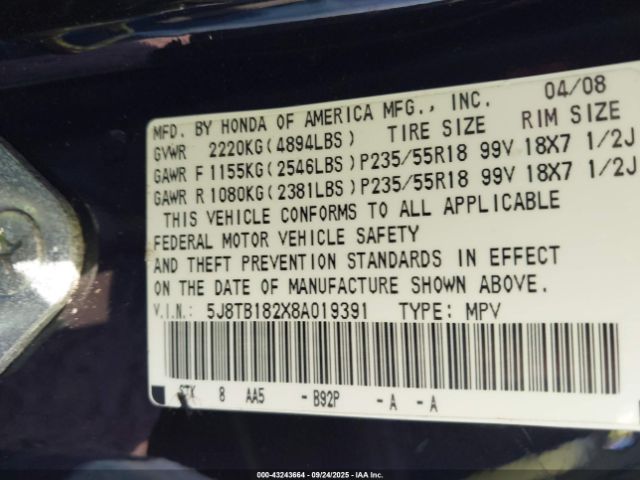 04/08
MFD. BY HONDA OF AMERICA MFG., INC.
GVWR 2220KG(4894LBS) TIRE SIZE RIM SIZE
GAWR F1155KG(2546LBS)P235/55R18 99V 18X7 1/2J
GAWR R1080KG(2381LBS)P235/55R18 99V 18X7 1/2J
THIS VEHICLE CONFORMS TO ALL APPLICABLE
FEDERAL MOTOR VEHICLE SAFETY
AND THEFT PREVENTION STANDARDS IN EFFECT
ON THE DATE OF MANUFACTURE SHOWN ABOVE.
V.I.N.: 5J8TB182X8A019391 TYPE: MPV
STK 8 AA5 -B92P -A -A
000-43243664 - 09/24/2025 - IAA Inc.